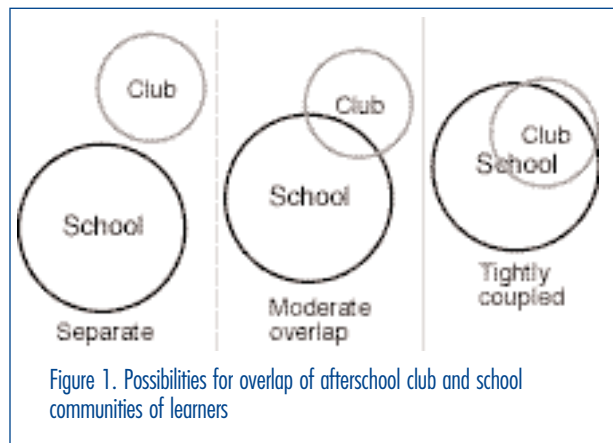 Club
School
Separate
Club
School
Moderate
overlap
Club
School
Tightly
coupled
Figure 1. Possibilities for overlap of afterschool club and school
communities of learners